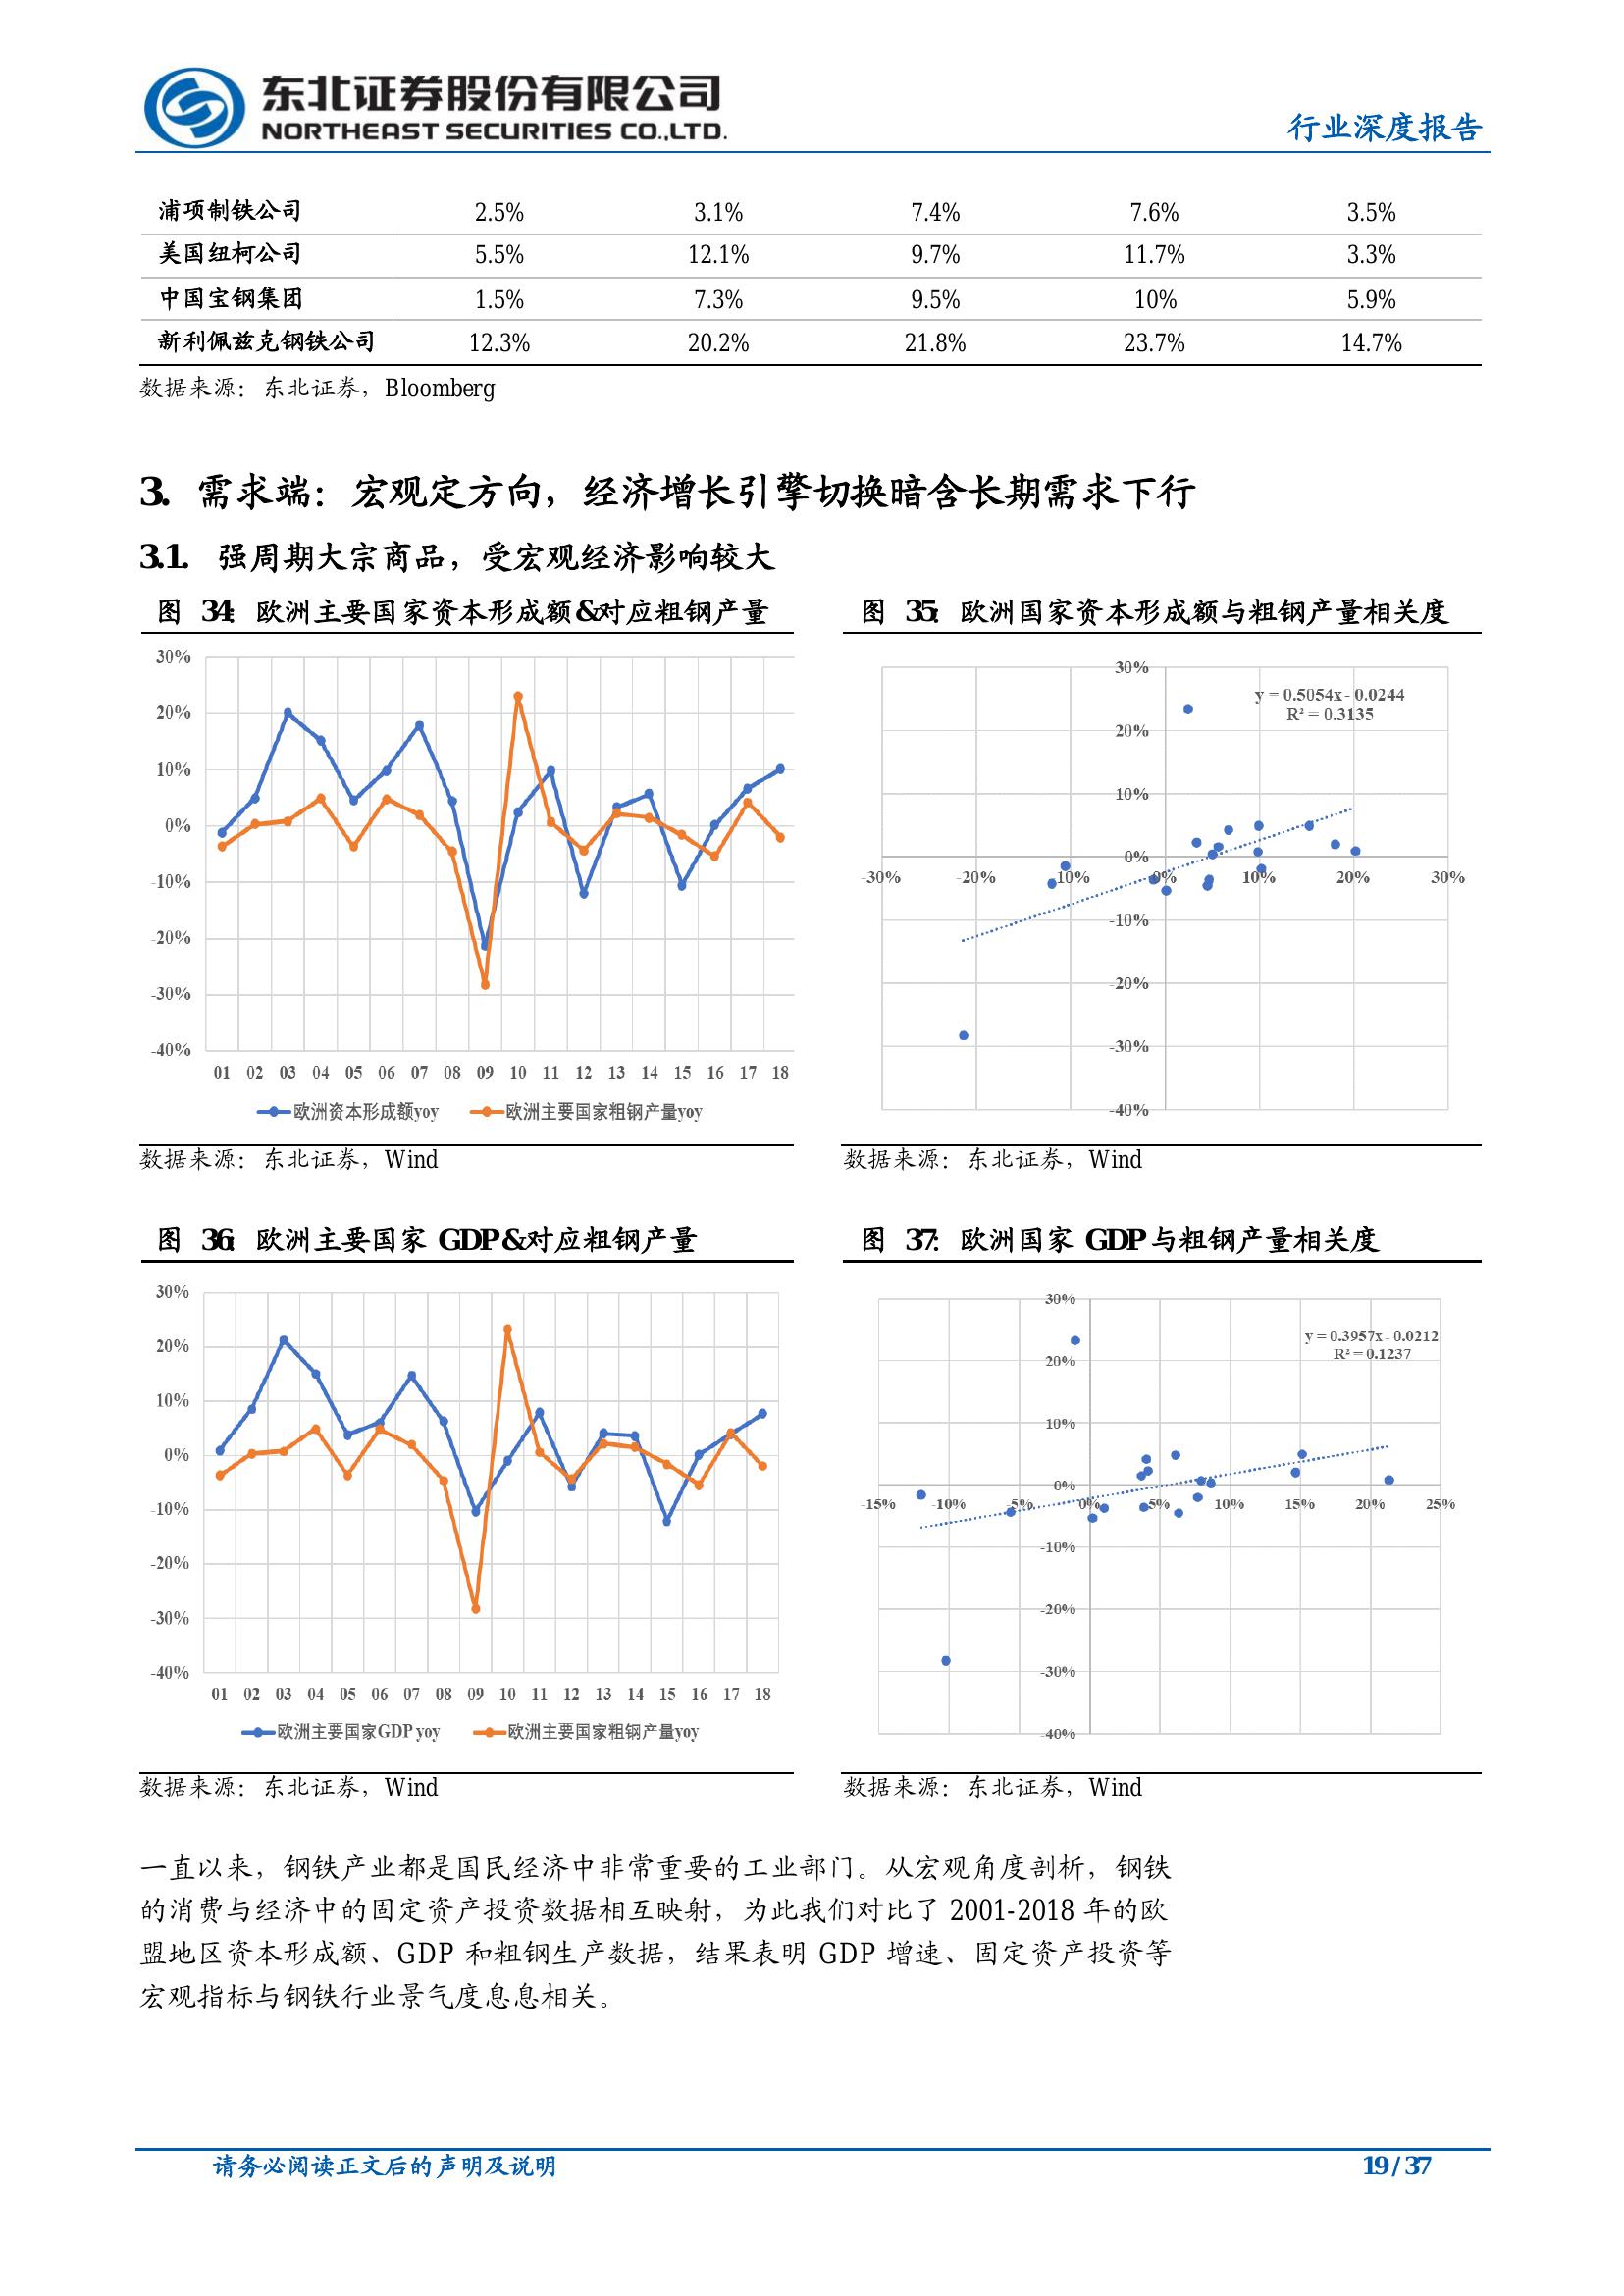 东北证券股份有限公司
NORTHEAST SECURITIES CO.,LTD.
行业深度报告
浦项制铁公司 2.5% 3.1% 7.4% 7.6% 3.5%
美国纽柯公司 5.5% 12.1% 9.7% 11.7% 3.3%
中国宝钢集团 1.5% 7.3% 9.5% 10% 5.9%
新利佩兹克钢铁公司 12.3% 20.2% 21.8% 23.7% 14.7%
数据来源：东北证券，Bloomberg
3. 需求端：宏观定方向，经济增长引擎切换暗含长期需求下行
3.1. 强周期大宗商品，受宏观经济影响较大
图 34：欧洲主要国家资本形成额&对应粗钢产量
30%
20%
10%
0%
-10%
-20%
-30%
-40%
01 02 03 04 05 06 07 08 09 10 11 12 13 14 15 16 17 18
欧洲资本形成额yoy 欧洲主要国家粗钢产量yoy
数据来源：东北证券，Wind
图 35：欧洲国家资本形成额与粗钢产量相关度
30%
y = 0.5054x - 0.0244
R² = 0.3135
20%
10%
0%
-30% -20% -10% 0% 10% 20% 30%
-10%
-20%
-30%
-40%
数据来源：东北证券，Wind
图 36：欧洲主要国家 GDP&对应粗钢产量
30%
20%
10%
0%
-10%
-20%
-30%
-40%
01 02 03 04 05 06 07 08 09 10 11 12 13 14 15 16 17 18
欧洲主要国家GDP yoy 欧洲主要国家粗钢产量yoy
数据来源：东北证券，Wind
图 37：欧洲国家 GDP 与粗钢产量相关度
30%
y = 0.3957x - 0.0212
R² = 0.1237
20%
10%
0%
-15% -10% -5% 0% 5% 10% 15% 20% 25%
-10%
-20%
-30%
-40%
数据来源：东北证券，Wind
一直以来，钢铁产业都是国民经济中非常重要的工业部门。从宏观角度剖析，钢铁
的消费与经济中的固定资产投资数据相互映射，为此我们对比了 2001-2018 年的欧
盟地区资本形成额、GDP 和粗钢生产数据，结果表明 GDP 增速、固定资产投资等
宏观指标与钢铁行业景气度息息相关。
请务必阅读正文后的声明及说明
19 / 37